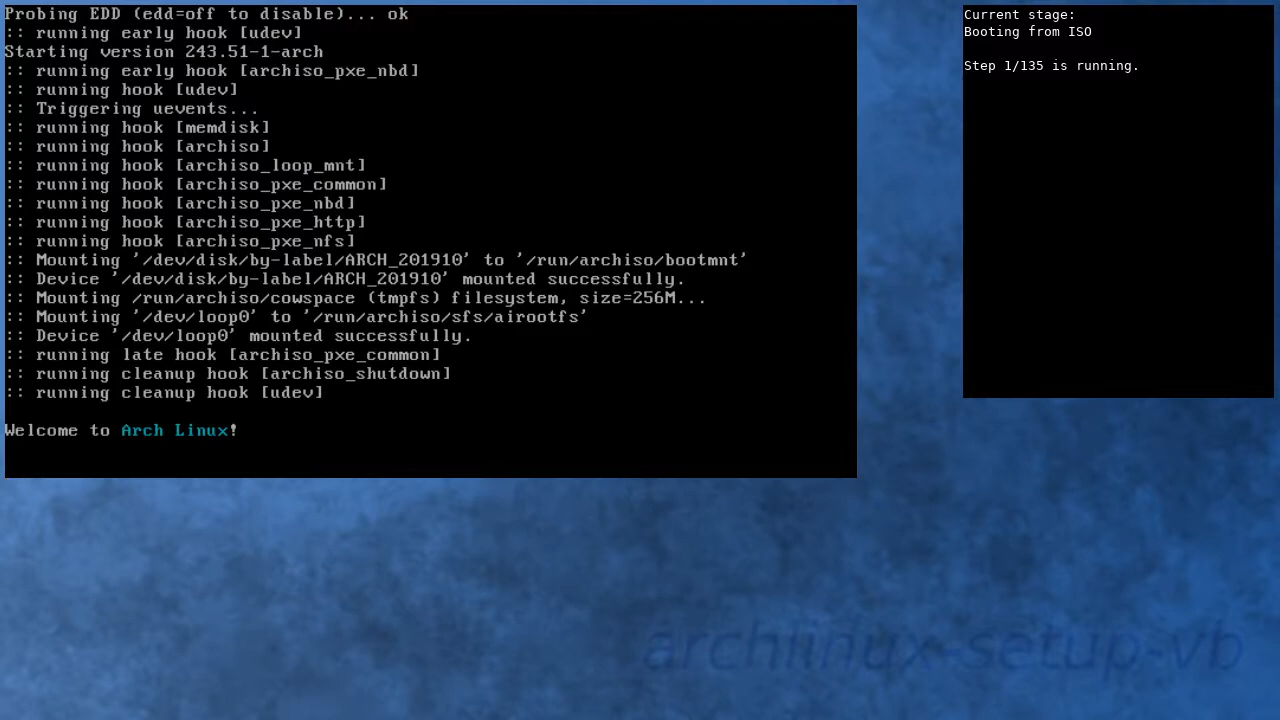 Probing EDD (edd=off to disable)... ok
:: running early hook [udev]
Starting version 243.51-1-arch
:: running early hook [archiso_pxe_nbd]
:: running hook [udev]
:: Triggering uevents...
:: running hook [memdisk]
:: running hook [archiso]
:: running hook [archiso_loop_mnt]
:: running hook [archiso_pxe_common]
:: running hook [archiso_pxe_nbd]
:: running hook [archiso_pxe_http]
:: running hook [archiso_pxe_nfs]
:: Mounting '/dev/disk/by-label/ARCH_201910' to '/run/archiso/bootmnt'
:: Device '/dev/disk/by-label/ARCH_201910' mounted successfully.
:: Mounting /run/archiso/cowspace (tmpfs) filesystem, size=256M...
:: Mounting '/dev/loop0' to '/run/archiso/sfs/airootfs'
:: Device '/dev/loop0' mounted successfully.
:: running late hook [archiso_pxe_common]
:: running cleanup hook [archiso_shutdown]
:: running cleanup hook [udev]
Welcome to Arch Linux!
Current stage:
Booting from ISO
Step 1/135 is running.
archlinux-setup-vb